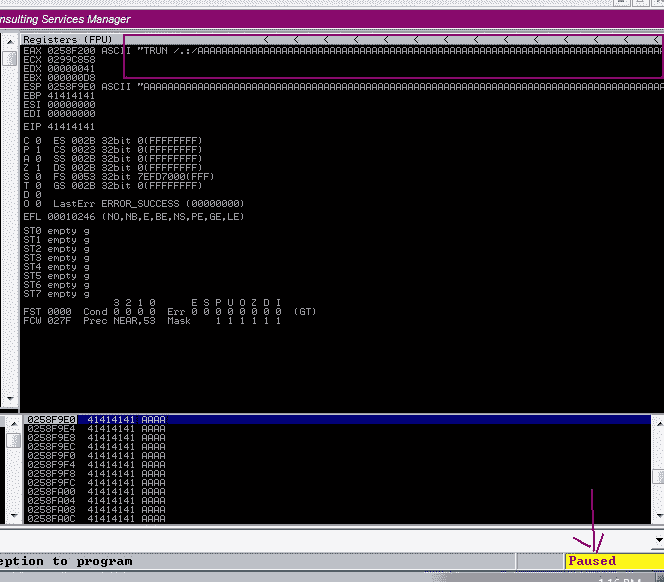 nsulting Services Manager
Registers (FPU) < < < < < < < < < < < < < <
EAX 0258F200 ASCII "TRUN /.:/AAAAAAAAAAAAAAAAAAAAAAAAAAAAAAAAAAAAAAAAAAAAAAAAAAAAAAAAAAAAAAAAAAAAAAAAAAAAA
ECX 0299C858
EDX 00000041
EBX 000000D8
ESP 0258F9E0 ASCII "AAAAAAAAAAAAAAAAAAAAAAAAAAAAAAAAAAAAAAAAAAAAAAAAAAAAAAAAAAAAAAAAAAAAAAAAAAAAAAAAAAAAAA
EBP 41414141
ESI 00000000
EDI 00000000
EIP 41414141
C 0 ES 002B 32bit 0(FFFFFFFF)
P 1 CS 0023 32bit 0(FFFFFFFF)
A 0 SS 002B 32bit 0(FFFFFFFF)
Z 1 DS 002B 32bit 0(FFFFFFFF)
S 0 FS 0053 32bit 7EFD7000(FFF)
T 0 GS 002B 32bit 0(FFFFFFFF)
D 0
O 0 LastErr ERROR_SUCCESS (00000000)
EFL 00010246 (NO,NB,E,BE,NS,PE,GE,LE)
ST0 empty g
ST1 empty g
ST2 empty g
ST3 empty g
ST4 empty g
ST5 empty g
ST6 empty g
ST7 empty g
3 2 1 0 E S P U O Z D I
FST 0000 Cond 0 0 0 0 Err 0 0 0 0 0 0 0 0 (GT)
FCW 027F Prec NEAR,53 Mask 1 1 1 1 1 1
0258F9E0 41414141 AAAA
0258F9E4 41414141 AAAA
0258F9E8 41414141 AAAA
0258F9EC 41414141 AAAA
0258F9F0 41414141 AAAA
0258F9F4 41414141 AAAA
0258F9F8 41414141 AAAA
0258F9FC 41414141 AAAA
0258FA00 41414141 AAAA
0258FA04 41414141 AAAA
0258FA08 41414141 AAAA
0258FA0C 41414141 AAAA
eption to program Paused